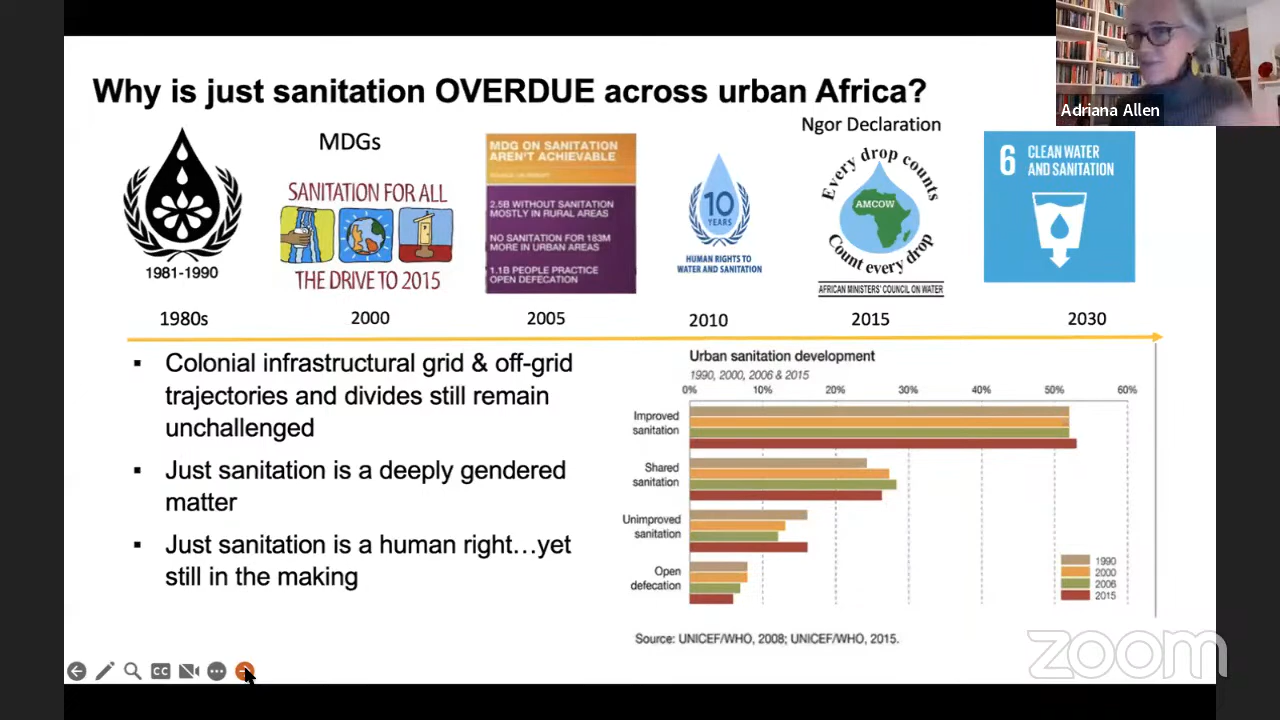 Why is just sanitation OVERDUE across urban Africa?
Adriana Allen
1981-1990
MDGs
SANITATION FOR ALL
THE DRIVE TO 2015
MDG ON SANITATION
AREN'T ACHIEVABLE
2.5B WITHOUT SANITATION
MOSTLY IN RURAL AREAS
NO SANITATION FOR 183M
MORE IN URBAN AREAS
1.1B PEOPLE PRACTICE
OPEN DEFECATION
10
YEARS
HUMAN RIGHTS TO
WATER AND SANITATION
Ngor Declaration
Every drop counts
AMCOW
Count every drop
AFRICAN MINISTERS' COUNCIL ON WATER
6 CLEAN WATER
AND SANITATION
1980s 2000 2005 2010 2015 2030
▪ Colonial infrastructural grid & off-grid
trajectories and divides still remain
unchallenged
▪ Just sanitation is a deeply gendered
matter
▪ Just sanitation is a human right…yet
still in the making
Urban sanitation development
1990, 2000, 2006 & 2015
0% 10% 20% 30% 40% 50% 60%
Improved
sanitation
Shared
sanitation
Unimproved
sanitation
Open
defecation
1990
2000
2006
2015
Source: UNICEF/WHO, 2008; UNICEF/WHO, 2015.
CC
zoom